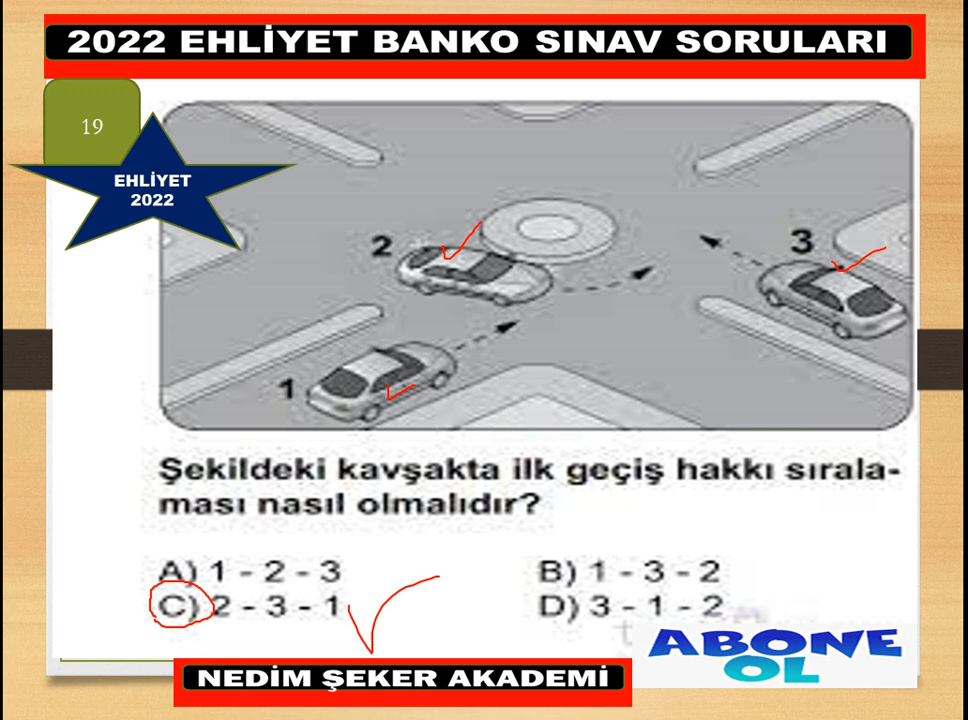 2022 EHLİYET BANKO SINAV SORULARI
19
EHLİYET
2022
2
3
1
Şekildeki kavşakta ilk geçiş hakkı sırala-
ması nasıl olmalıdır?
A) 1 - 2 - 3
B) 1 - 3 - 2
C) 2 - 3 - 1
D) 3 - 1 - 2
ABONE
OL
NEDİM ŞEKER AKADEMİ